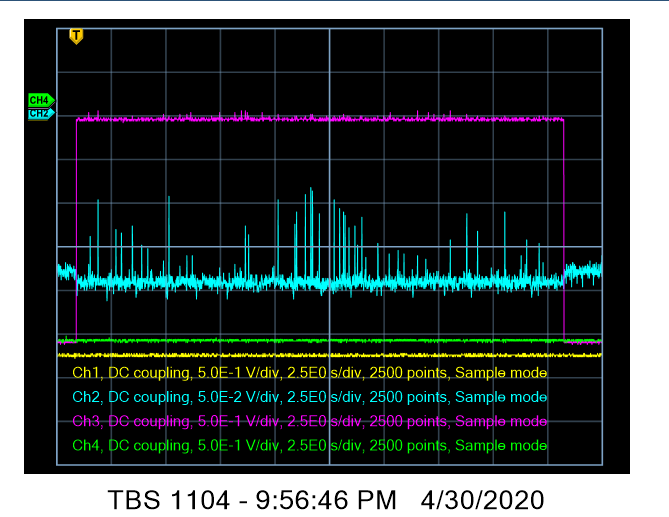 T
CH4
CH2
Ch1, DC coupling, 5.0E-1 V/div, 2.5E0 s/div, 2500 points, Sample mode
Ch2, DC coupling, 5.0E-2 V/div, 2.5E0 s/div, 2500 points, Sample mode
Ch3, DC coupling, 5.0E-1 V/div, 2.5E0 s/div, 2500 points, Sample mode
Ch4, DC coupling, 5.0E-1 V/div, 2.5E0 s/div, 2500 points, Sample mode
TBS 1104 - 9:56:46 PM 4/30/2020